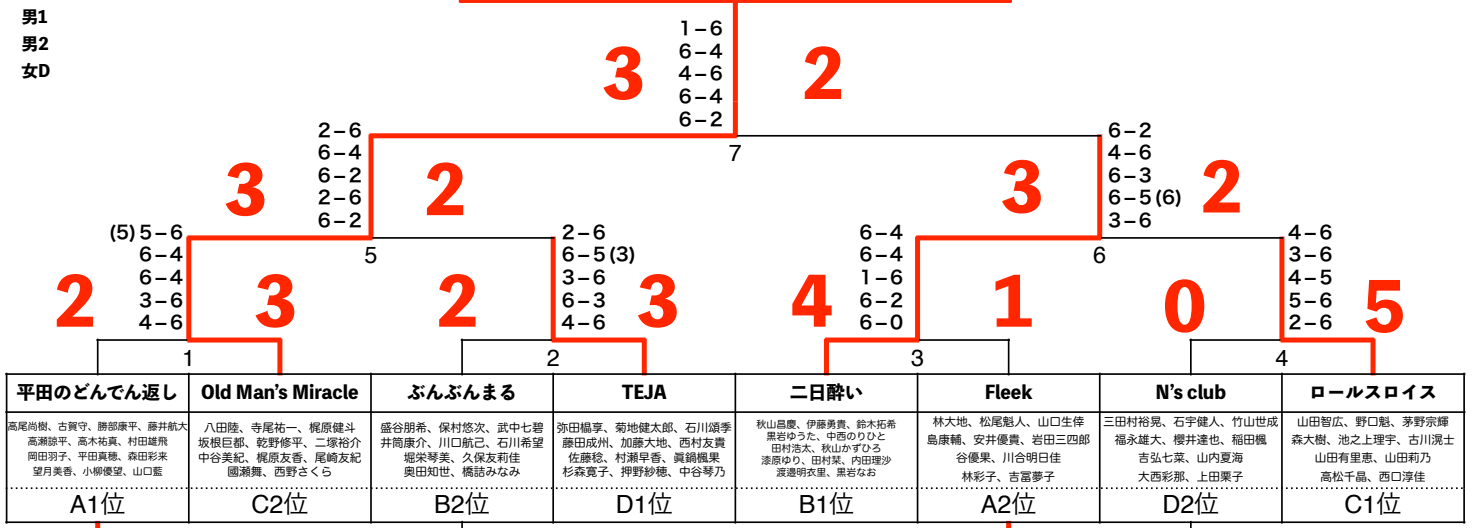 男1
男2
女D
3
1-6
6-4
4-6
6-4
6-2
2
7
3
2-6
6-4
6-2
2-6
6-2
2
5
3
6-2
4-6
6-3
6-5(6)
3-6
2
6
2
(5)5-6
6-4
6-4
3-6
4-6
3
1
2
2-6
6-5(3)
3-6
6-3
4-6
3
2
4
6-4
6-4
1-6
6-2
6-0
1
3
0
4-6
3-6
4-5
5-6
2-6
5
4
平田のどんでん返し
高尾尚樹、古賀守、勝部康平、藤井航大
高瀬諒平、高木祐真、村田雄飛
岡田羽子、平田真穂、森田彩来
望月美香、小柳優望、山口藍
A1位
Old Man's Miracle
八田陸、寺尾祐一、梶原健斗
坂根巨都、乾野修平、二塚裕介
中谷美紀、梶原友香、尾崎友紀
國瀬舞、西野さくら
C2位
ぶんぶんまる
盛谷朋希、保村悠次、武中七碧
井筒康介、川口航己、石川希望
堀栄琴美、久保友莉佳
奥田知世、橋詰みなみ
B2位
TEJA
弥田楊享、菊地健太郎、石川頌季
藤田成州、加藤大地、西村友貴
佐藤稔、村瀬早香、眞鍋楓果
杉森寛子、押野紗穂、中谷琴乃
D1位
二日酔い
秋山昌慶、伊藤勇貴、鈴木拓希
黒岩ゆうた、中西のりひと
田村浩太、秋山かずひろ
漆原ゆり、田村栞、内田理沙
渡邉明衣里、黒岩なお
B1位
Fleek
林大地、松尾魁人、山口生倖
島康輔、安井優貴、岩田三四郎
谷優果、川合明日佳
林彩子、吉冨夢子
A2位
N's club
三田村裕晃、石宇健人、竹山世成
福永雄大、櫻井達也、稲田楓
吉弘七菜、山内夏海
大西彩那、上田栗子
D2位
ロールスロイス
山田智広、野口魁、茅野宗輝
森大樹、池之上理宇、古川滉士
山田有里恵、山田莉乃
高松千晶、西口淳佳
C1位